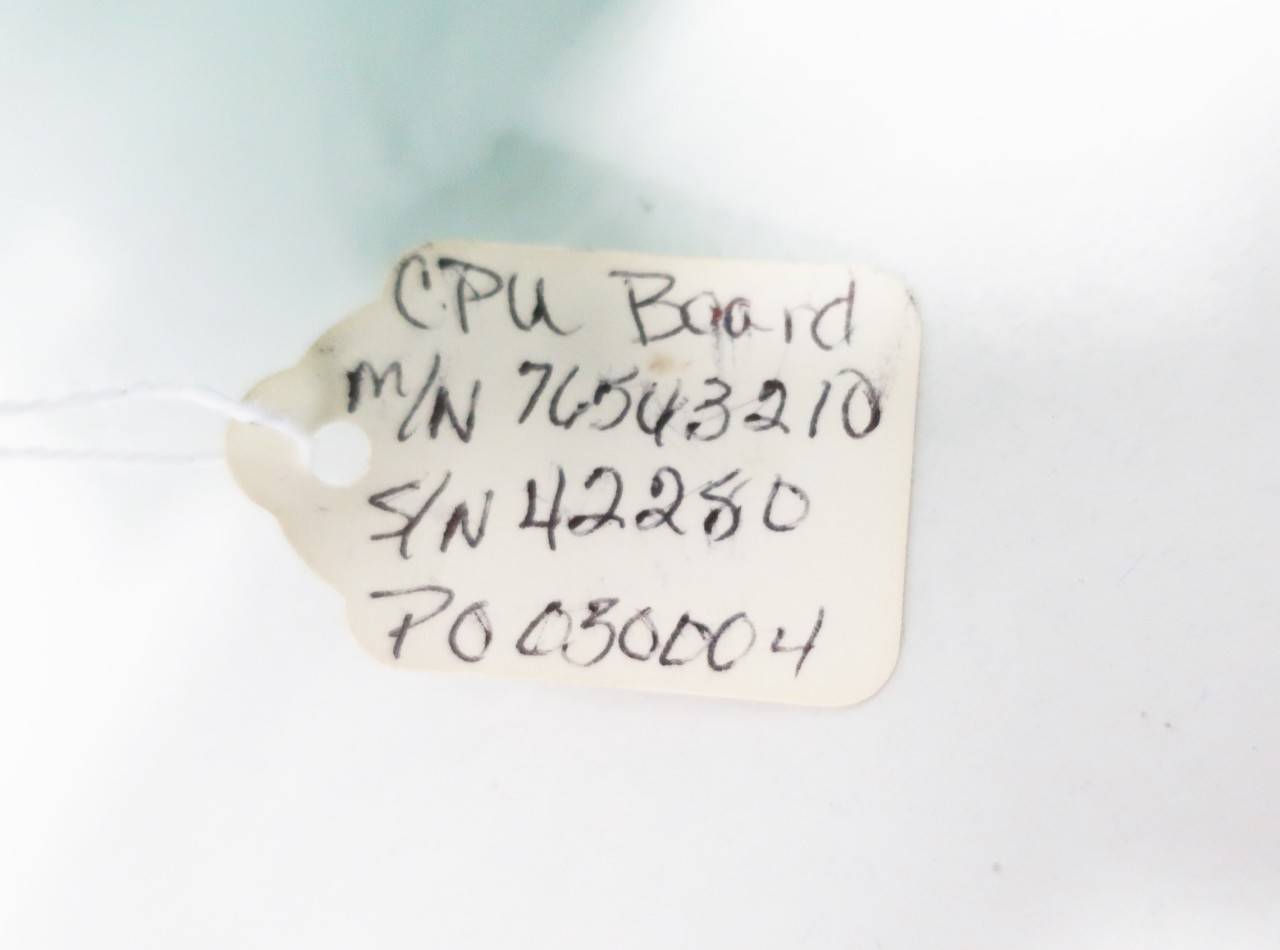 CPU Board
M/N 76543210
S/N 42280
PO 030004